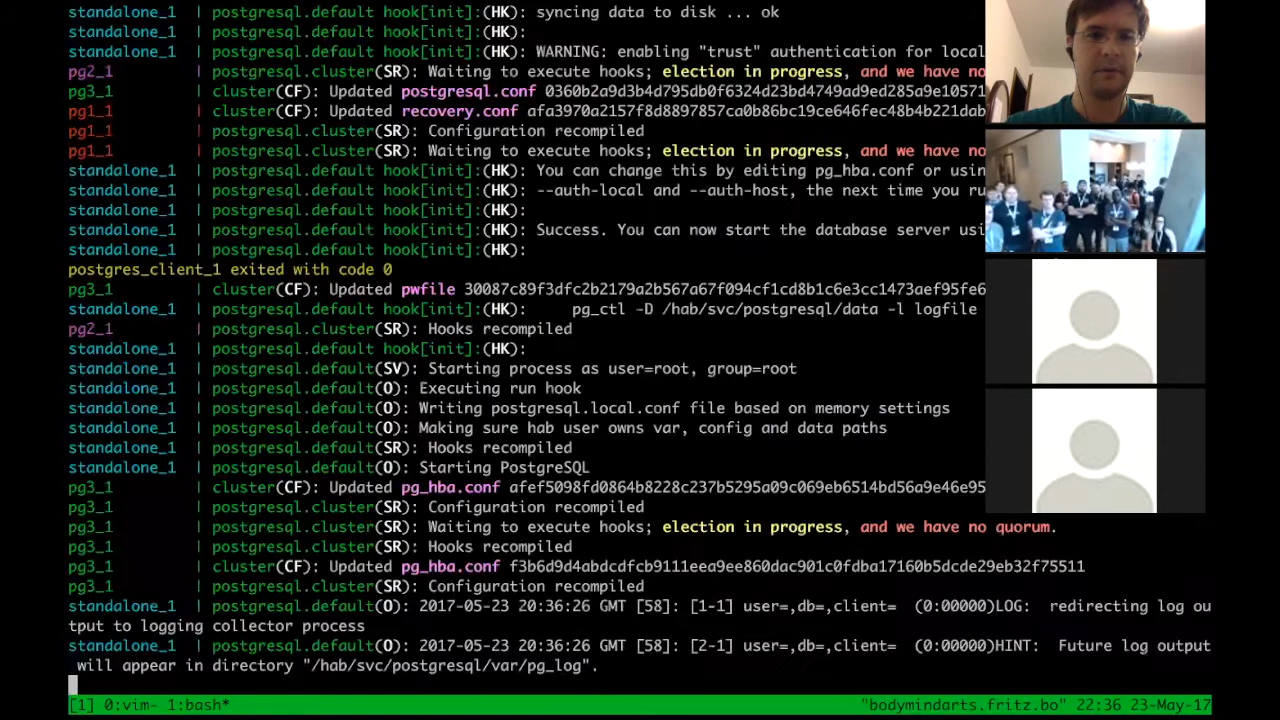 standalone_1  | postgresql.default hook[init]:(HK): syncing data to disk ... ok
standalone_1  | postgresql.default hook[init]:(HK):
standalone_1  | postgresql.default hook[init]:(HK): WARNING: enabling "trust" authentication for local
pg2_1         | postgresql.cluster(SR): Waiting to execute hooks; election in progress, and we have no
pg3_1         | cluster(CF): Updated postgresql.conf 0360b2a9d3b4d795db0f6324d23bd4749ad9ed285a9e10571
pg1_1         | cluster(CF): Updated recovery.conf afa3970a2157f8d8897857ca0b86bc19ce646fec48b4b221dab
pg1_1         | postgresql.cluster(SR): Configuration recompiled
pg1_1         | postgresql.cluster(SR): Waiting to execute hooks; election in progress, and we have no
standalone_1  | postgresql.default hook[init]:(HK): You can change this by editing pg_hba.conf or usin
standalone_1  | postgresql.default hook[init]:(HK): --auth-local and --auth-host, the next time you ru
standalone_1  | postgresql.default hook[init]:(HK):
standalone_1  | postgresql.default hook[init]:(HK): Success. You can now start the database server usi
standalone_1  | postgresql.default hook[init]:(HK):
postgres_client_1 exited with code 0
pg3_1         | cluster(CF): Updated pwfile 30087c89f3dfc2b2179a2b567a67f094cf1cd8b1c6e3cc1473aef95fe6
standalone_1  | postgresql.default hook[init]:(HK):     pg_ctl -D /hab/svc/postgresql/data -l logfile
pg2_1         | postgresql.cluster(SR): Hooks recompiled
standalone_1  | postgresql.default hook[init]:(HK):
standalone_1  | postgresql.default(SV): Starting process as user=root, group=root
standalone_1  | postgresql.default(O): Executing run hook
standalone_1  | postgresql.default(O): Writing postgresql.local.conf file based on memory settings
standalone_1  | postgresql.default(O): Making sure hab user owns var, config and data paths
standalone_1  | postgresql.default(SR): Hooks recompiled
standalone_1  | postgresql.default(O): Starting PostgreSQL
pg3_1         | cluster(CF): Updated pg_hba.conf afef5098fd0864b8228c237b5295a09c069eb6514bd56a9e46e95
pg3_1         | postgresql.cluster(SR): Configuration recompiled
pg3_1         | postgresql.cluster(SR): Waiting to execute hooks; election in progress, and we have no quorum.
pg3_1         | postgresql.cluster(SR): Hooks recompiled
pg3_1         | cluster(CF): Updated pg_hba.conf f3b6d9d4abdcdfcb9111eea9ee860dac901c0fdba17160b5dcde29eb32f75511
pg3_1         | postgresql.cluster(SR): Configuration recompiled
standalone_1  | postgresql.default(O): 2017-05-23 20:36:26 GMT [58]: [1-1] user=,db=,client=  (0:00000)LOG:  redirecting log ou
tput to logging collector process
standalone_1  | postgresql.default(O): 2017-05-23 20:36:26 GMT [58]: [2-1] user=,db=,client=  (0:00000)HINT:  Future log output
 will appear in directory "/hab/svc/postgresql/var/pg_log".
[1] 0:vim- 1:bash*    "bodymindarts.fritz.bo" 22:36 23-May-17